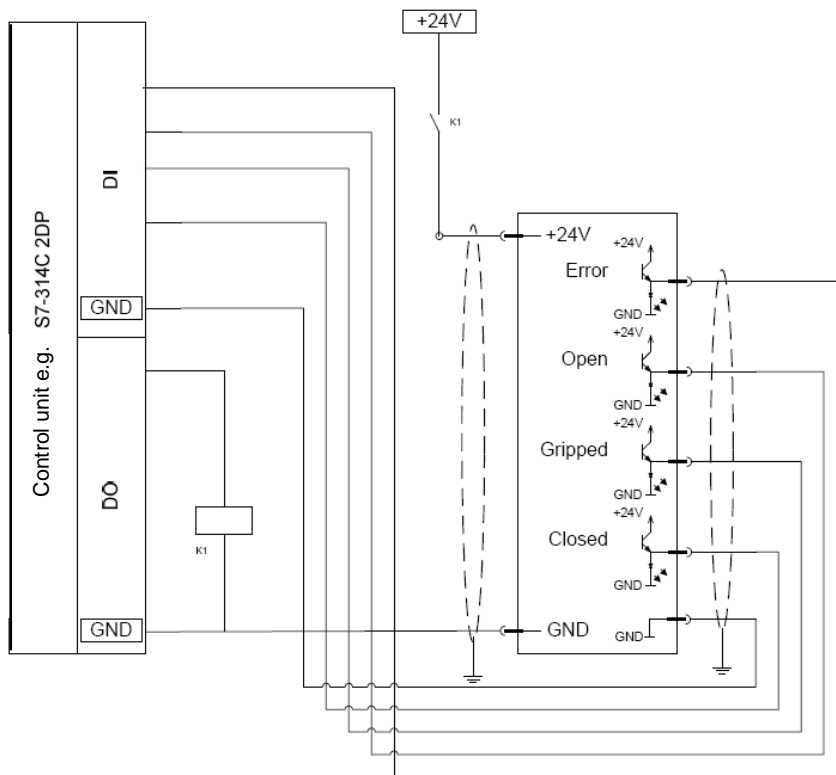 Control unit e.g. S7-314C 2DP
DI
GND
DO
GND
K1
+24V
K1
+24V
Error
+24V
GND
Open
+24V
GND
Gripped
+24V
GND
Closed
+24V
GND
GND
GND